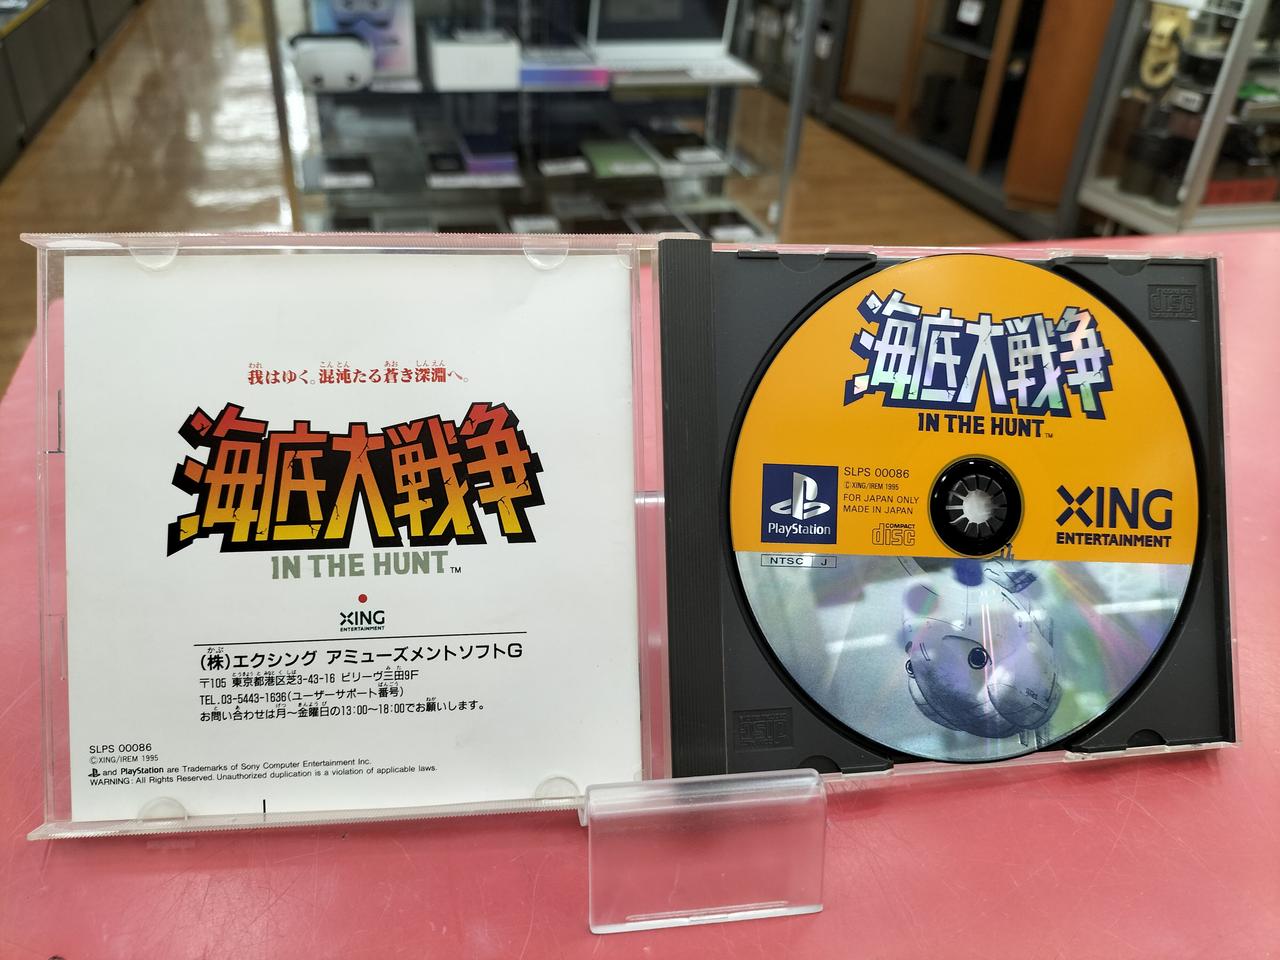 我はゆく。混沌たる蒼き深淵へ。
海底大戦争
IN THE HUNT™
XING
ENTERTAINMENT
(株)エクシング アミューズメントソフトG
〒105 東京都港区芝3-43-16 ビリーヴ三田9F
TEL.03-5443-1636(ユーザーサポート番号)
お問い合わせは月〜金曜日の13:00〜18:00でお願いします。
SLPS 00086
©XING/IREM 1995
and PlayStation are Trademarks of Sony Computer Entertainment Inc.
WARNING: All Rights Reserved. Unauthorized duplication is a violation of applicable laws.
海底大戦争
IN THE HUNT™
PlayStation
SLPS 00086
©XING/IREM 1995
FOR JAPAN ONLY
MADE IN JAPAN
COMPACT
disc
XING
ENTERTAINMENT
NTSC J
COMPACT
disc